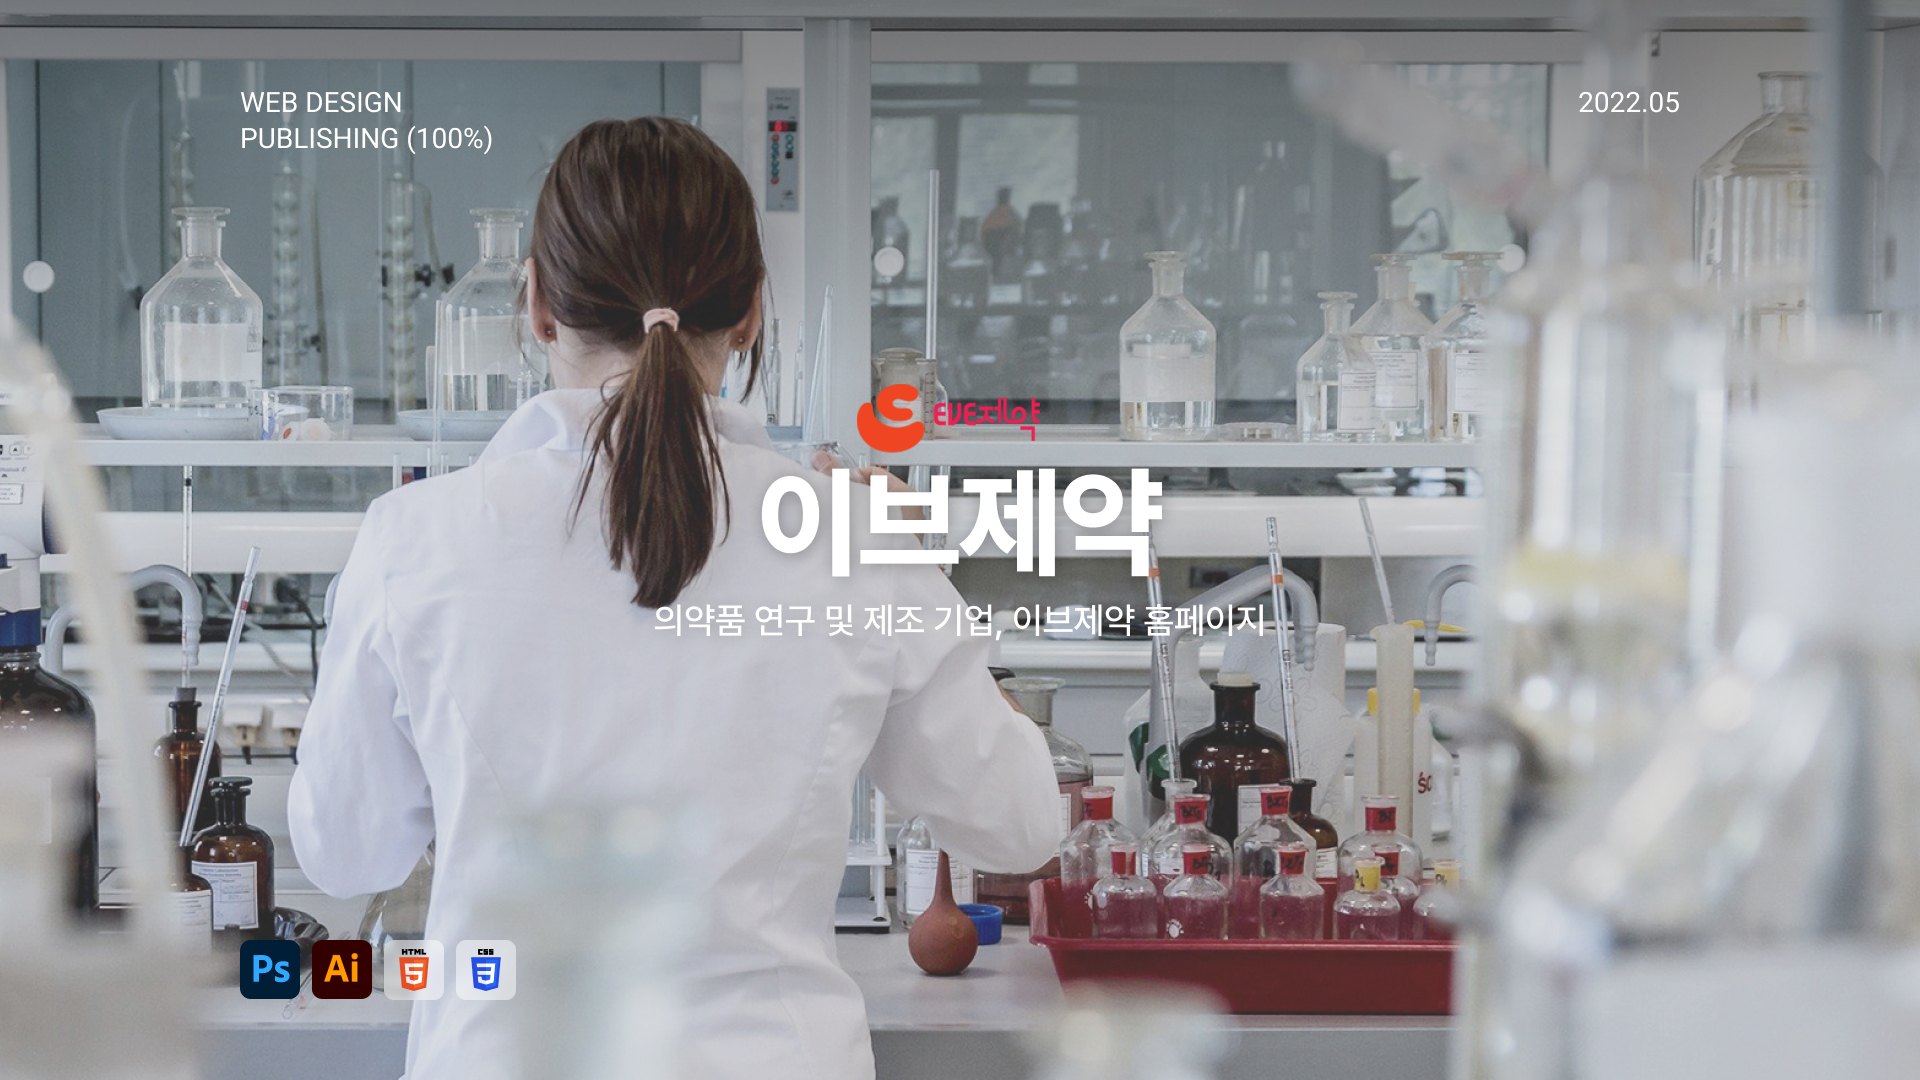 WEB DESIGN
PUBLISHING (100%)
2022.05
EVE제약
이브제약
의약품 연구 및 제조 기업, 이브제약 홈페이지
Ps
Ai
HTML
5
CSS
3